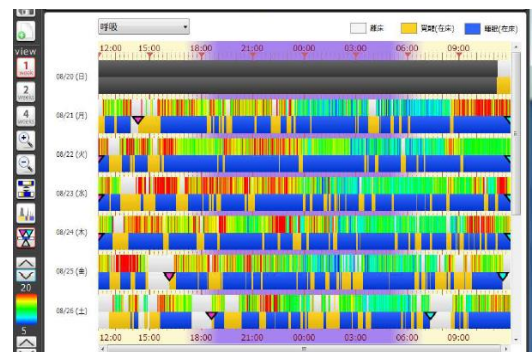 呼吸
離床
覚醒(在床)
睡眠(在床)
view
1
week
2
weeks
4
weeks
12:00 15:00 18:00 21:00 00:00 03:00 06:00 09:00
08/20 (日)
08/21 (月)
08/22 (火)
08/23 (水)
08/24 (木)
08/25 (金)
08/26 (土)
20
5
12:00 15:00 18:00 21:00 00:00 03:00 06:00 09:00